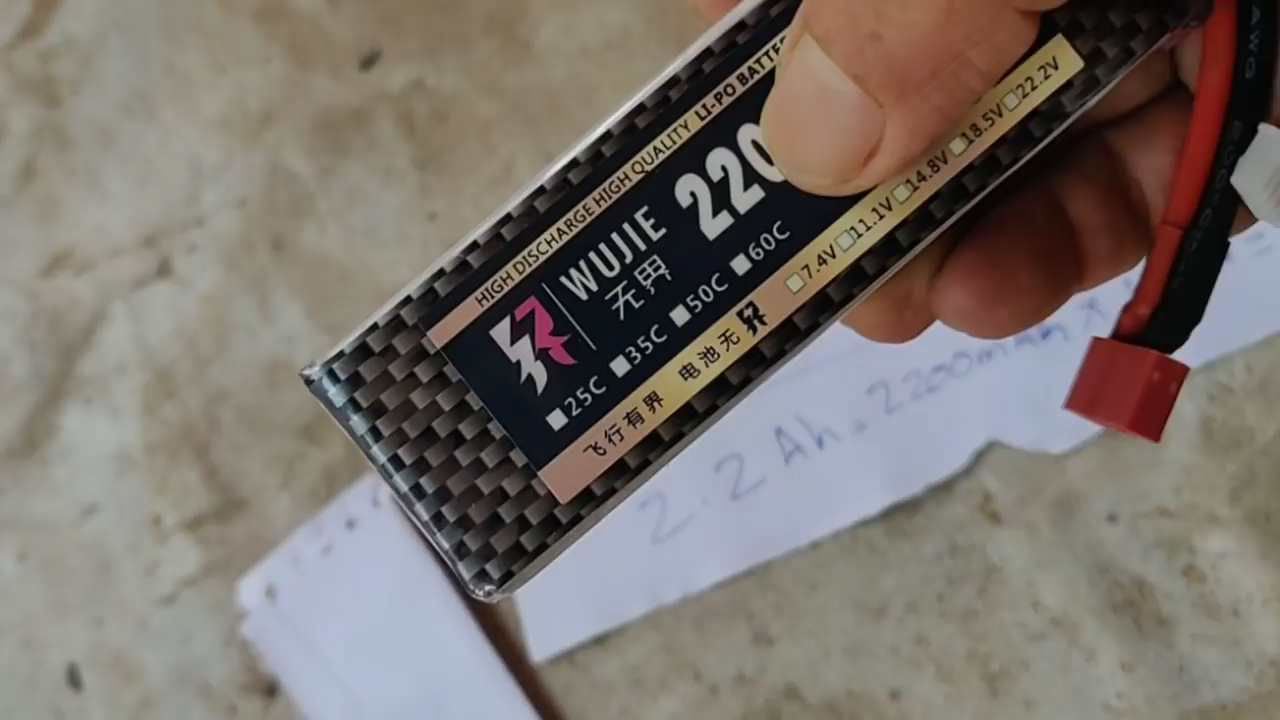 HIGH DISCHARGE HIGH QUALITY LI-PO BATTE
WUJIE 220
无界
25C 35C 50C 60C
7.4V 11.1V 14.8V 18.5V 22.2V
飞行有界 电池无
AWG
2.2 Ah. 2200mAh